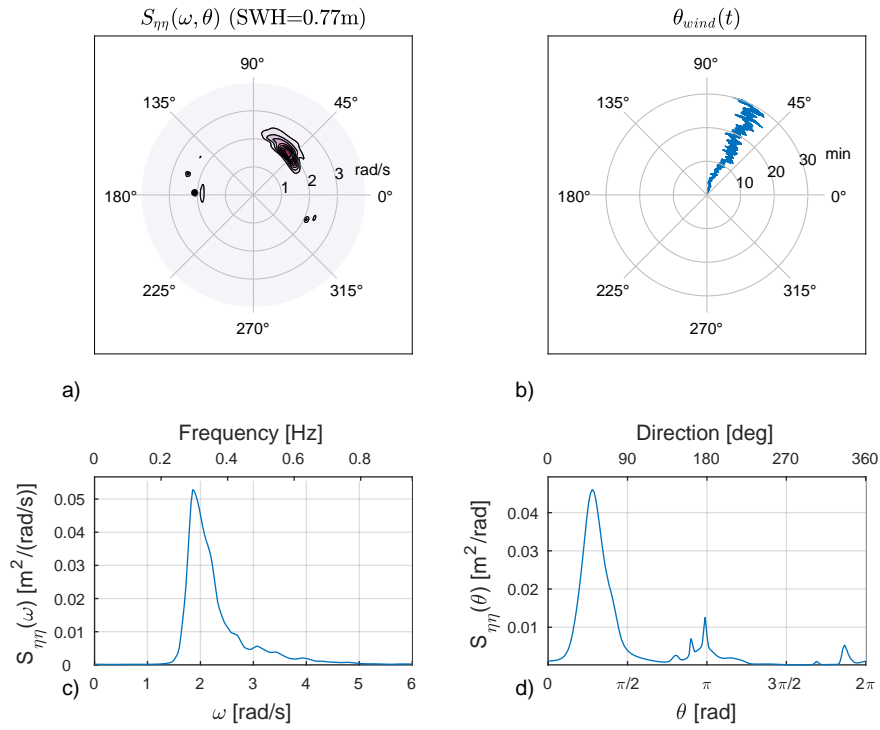 S_ηη(ω, θ) (SWH=0.77m)
90°
135°
45°
180°
1
2
3
rad/s
0°
225°
315°
270°
a)
θ_wind(t)
90°
135°
45°
180°
10
20
30
min
0°
225°
315°
270°
b)
Frequency [Hz]
0 0.2 0.4 0.6 0.8
S_ηη(ω) [m²/(rad/s)]
0.05
0.04
0.03
0.02
0.01
0
0 1 2 3 4 5 6
c)
ω [rad/s]
Direction [deg]
0 90 180 270 360
S_ηη(θ) [m²/rad]
0.04
0.03
0.02
0.01
0 π/2 π 3π/2 2π
d)
θ [rad]